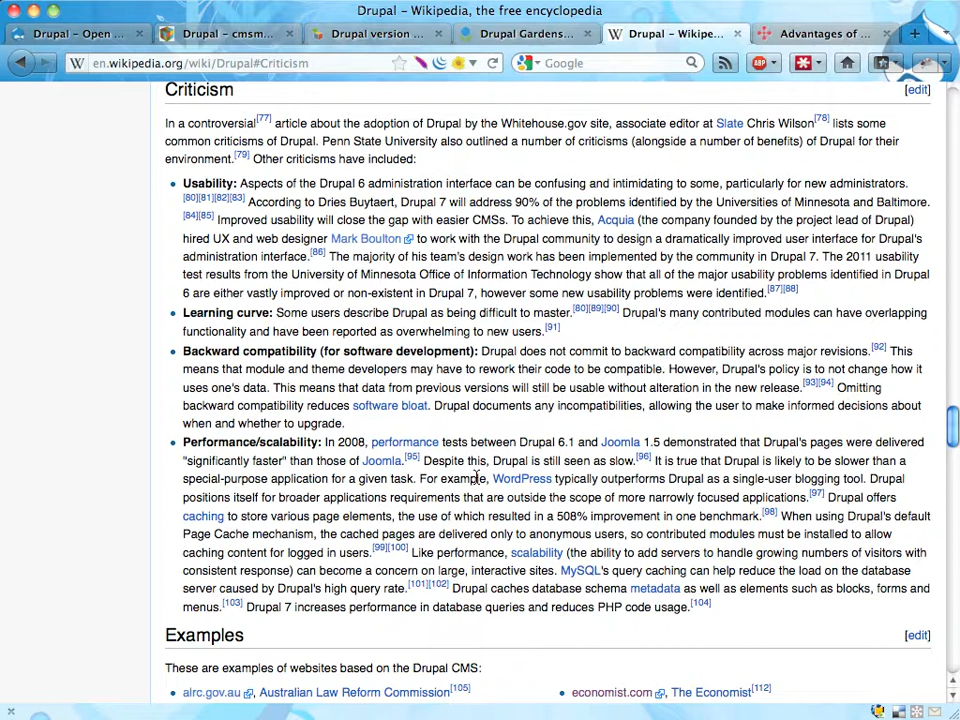 Drupal – Wikipedia, the free encyclopedia
Drupal – Open ... Drupal – cmsm... Drupal version ... Drupal Gardens... Drupal – Wikipe... Advantages of ...
en.wikipedia.org/wiki/Drupal#Criticism Google ABP
Criticism [edit]
In a controversial[77] article about the adoption of Drupal by the Whitehouse.gov site, associate editor at Slate Chris Wilson[78] lists some
common criticisms of Drupal. Penn State University also outlined a number of criticisms (alongside a number of benefits) of Drupal for their
environment.[79] Other criticisms have included:
Usability: Aspects of the Drupal 6 administration interface can be confusing and intimidating to some, particularly for new administrators.
[80][81][82][83] According to Dries Buytaert, Drupal 7 will address 90% of the problems identified by the Universities of Minnesota and Baltimore.
[84][85] Improved usability will close the gap with easier CMSs. To achieve this, Acquia (the company founded by the project lead of Drupal)
hired UX and web designer Mark Boulton to work with the Drupal community to design a dramatically improved user interface for Drupal's
administration interface.[86] The majority of his team's design work has been implemented by the community in Drupal 7. The 2011 usability
test results from the University of Minnesota Office of Information Technology show that all of the major usability problems identified in Drupal
6 are either vastly improved or non-existent in Drupal 7, however some new usability problems were identified.[87][88]
Learning curve: Some users describe Drupal as being difficult to master.[80][89][90] Drupal's many contributed modules can have overlapping
functionality and have been reported as overwhelming to new users.[91]
Backward compatibility (for software development): Drupal does not commit to backward compatibility across major revisions.[92] This
means that module and theme developers may have to rework their code to be compatible. However, Drupal's policy is to not change how it
uses one's data. This means that data from previous versions will still be usable without alteration in the new release.[93][94] Omitting
backward compatibility reduces software bloat. Drupal documents any incompatibilities, allowing the user to make informed decisions about
when and whether to upgrade.
Performance/scalability: In 2008, performance tests between Drupal 6.1 and Joomla 1.5 demonstrated that Drupal's pages were delivered
"significantly faster" than those of Joomla.[95] Despite this, Drupal is still seen as slow.[96] It is true that Drupal is likely to be slower than a
special-purpose application for a given task. For example, WordPress typically outperforms Drupal as a single-user blogging tool. Drupal
positions itself for broader applications requirements that are outside the scope of more narrowly focused applications.[97] Drupal offers
caching to store various page elements, the use of which resulted in a 508% improvement in one benchmark.[98] When using Drupal's default
Page Cache mechanism, the cached pages are delivered only to anonymous users, so contributed modules must be installed to allow
caching content for logged in users.[99][100] Like performance, scalability (the ability to add servers to handle growing numbers of visitors with
consistent response) can become a concern on large, interactive sites. MySQL's query caching can help reduce the load on the database
server caused by Drupal's high query rate.[101][102] Drupal caches database schema metadata as well as elements such as blocks, forms and
menus.[103] Drupal 7 increases performance in database queries and reduces PHP code usage.[104]
Examples [edit]
These are examples of websites based on the Drupal CMS:
alrc.gov.au, Australian Law Reform Commission[105] economist.com, The Economist[112]